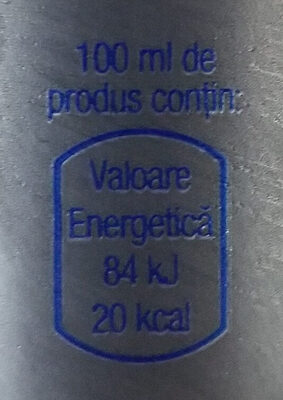 100 ml de
produs conțin:
Valoare
Energetică
84 kJ
20 kcal